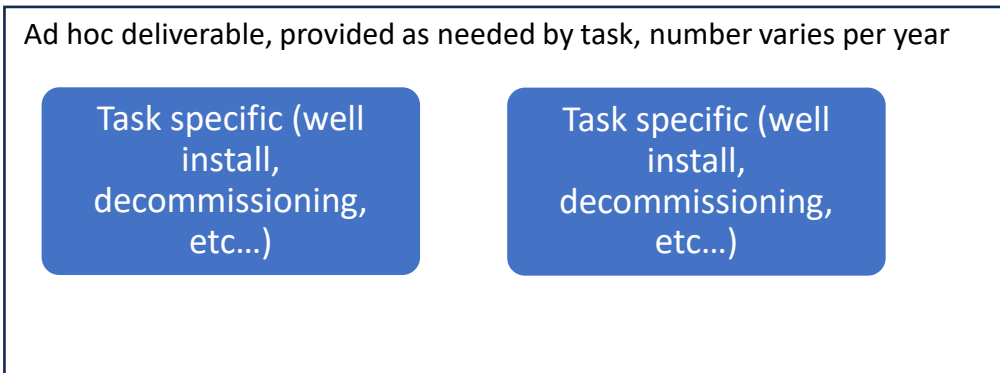 Ad hoc deliverable, provided as needed by task, number varies per year
Task specific (well
install,
decommissioning,
etc…)
Task specific (well
install,
decommissioning,
etc…)